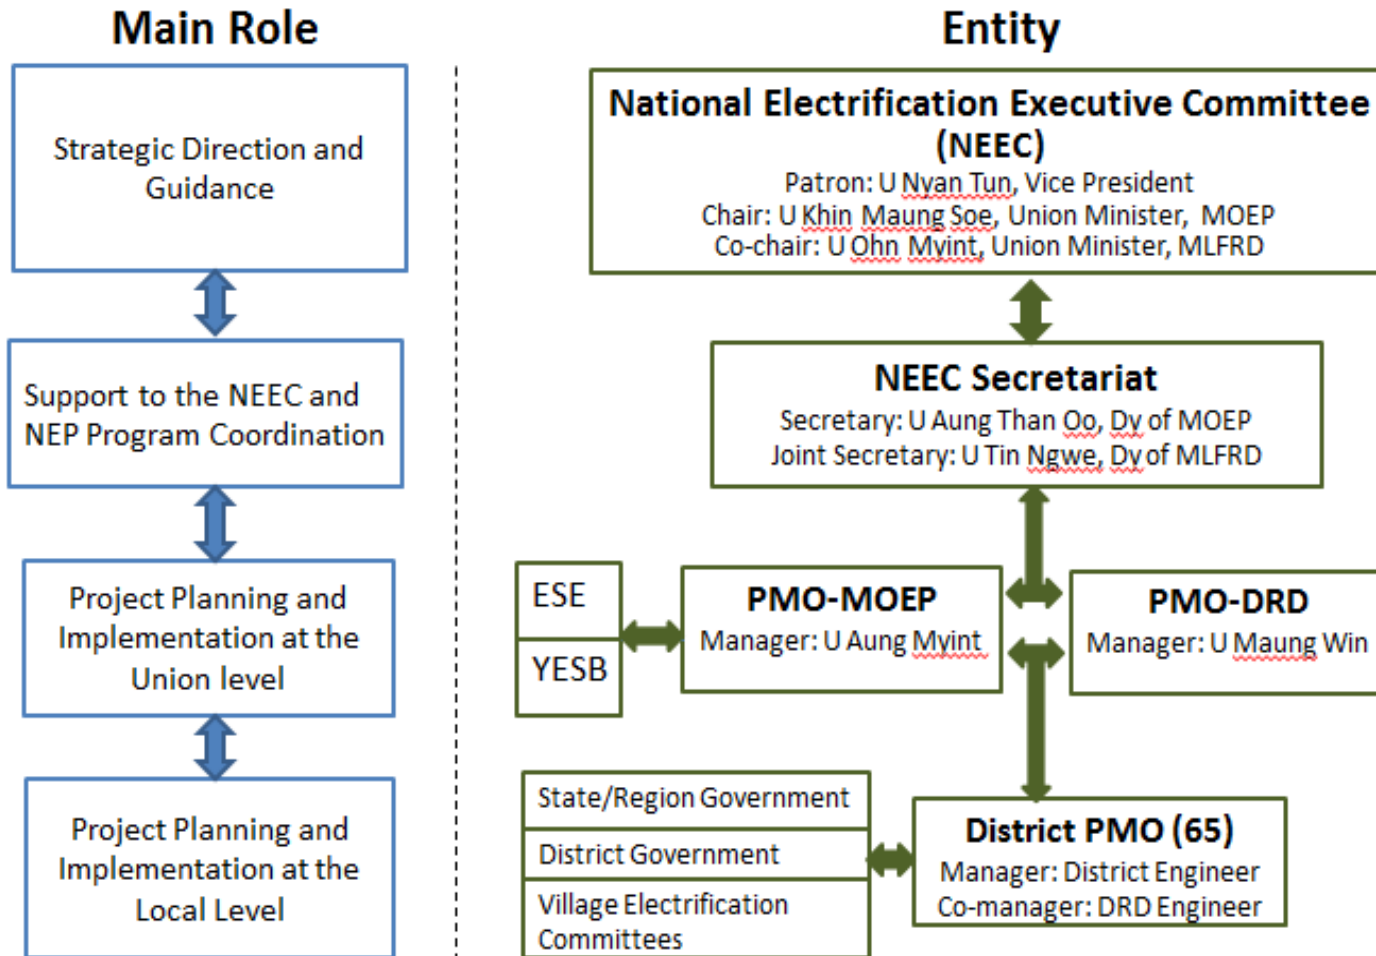 Main Role
Entity
Strategic Direction and
Guidance
National Electrification Executive Committee
(NEEC)
Patron: U Nyan Tun, Vice President
Chair: U Khin Maung Soe, Union Minister, MOEP
Co-chair: U Ohn Myint, Union Minister, MLFRD
Support to the NEEC and
NEP Program Coordination
NEEC Secretariat
Secretary: U Aung Than Oo, Dy of MOEP
Joint Secretary: U Tin Ngwe, Dy of MLFRD
Project Planning and
Implementation at the
Union level
ESE
YESB
PMO-MOEP
Manager: U Aung Myint
PMO-DRD
Manager: U Maung Win
Project Planning and
Implementation at the
Local Level
State/Region Government
District Government
Village Electrification
Committees
District PMO (65)
Manager: District Engineer
Co-manager: DRD Engineer